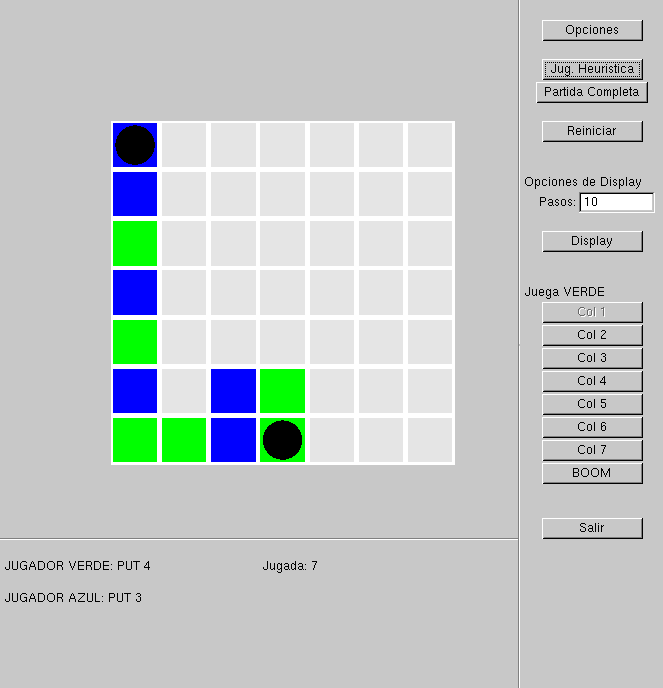 Opciones
Jug. Heuristica
Partida Completa
Reiniciar
Opciones de Display
Pasos: 10
Display
Juega VERDE
Col 1
Col 2
Col 3
Col 4
Col 5
Col 6
Col 7
BOOM
Salir
JUGADOR VERDE: PUT 4 Jugada: 7
JUGADOR AZUL: PUT 3